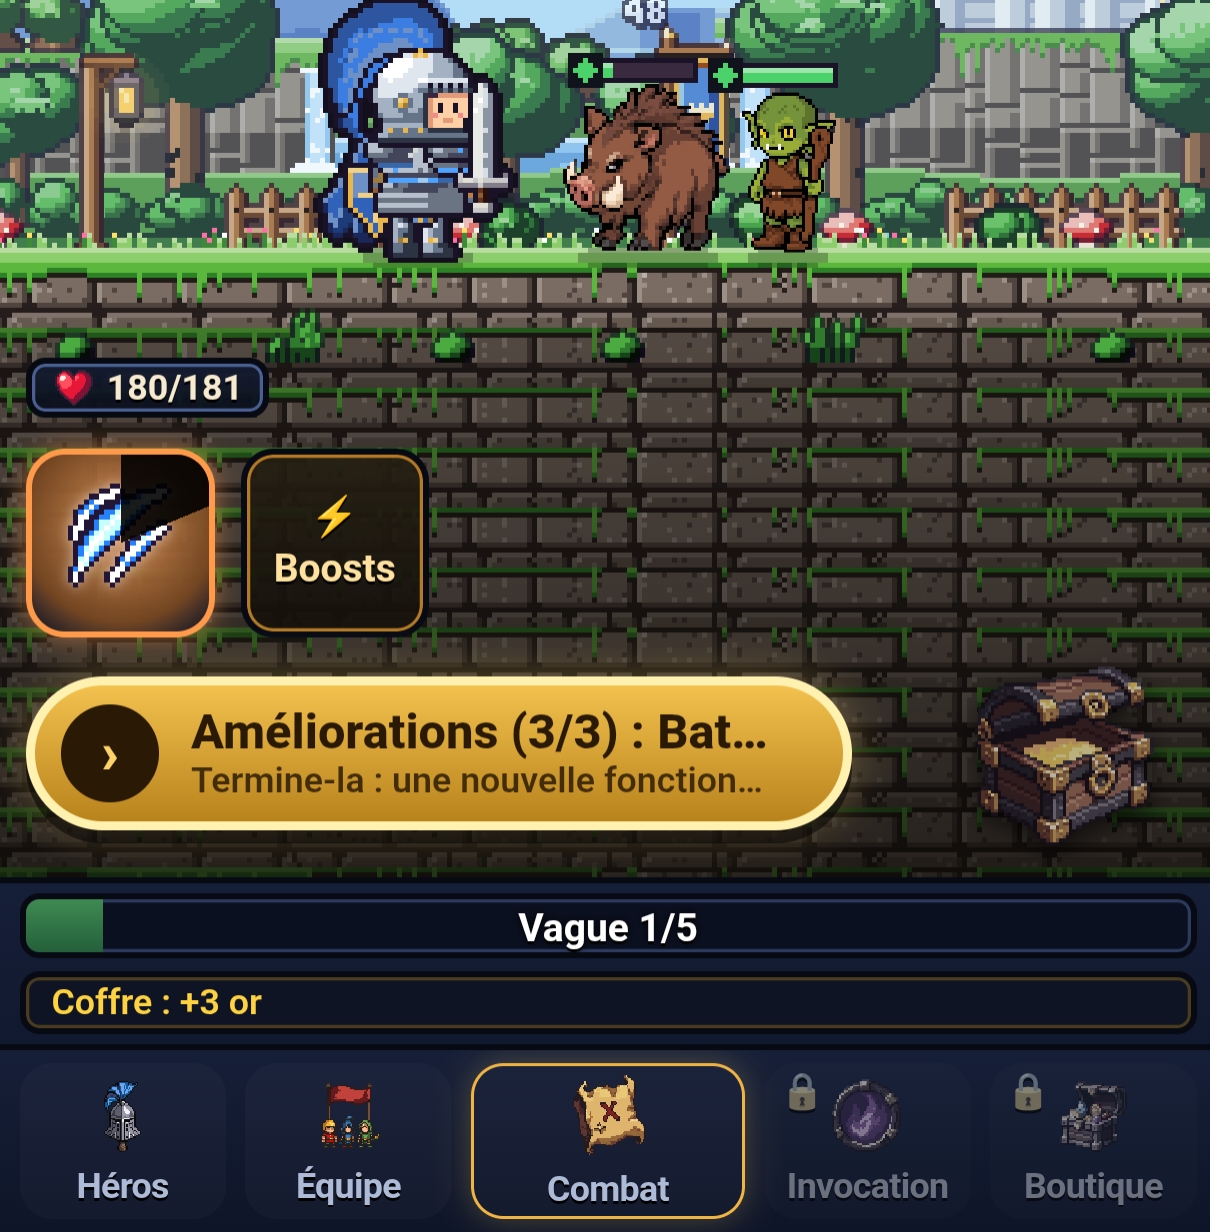 48
180/181
Boosts
Améliorations (3/3) : Bat...
Termine-la : une nouvelle fonction...
Vague 1/5
Coffre : +3 or
Héros
Équipe
Combat
Invocation
Boutique